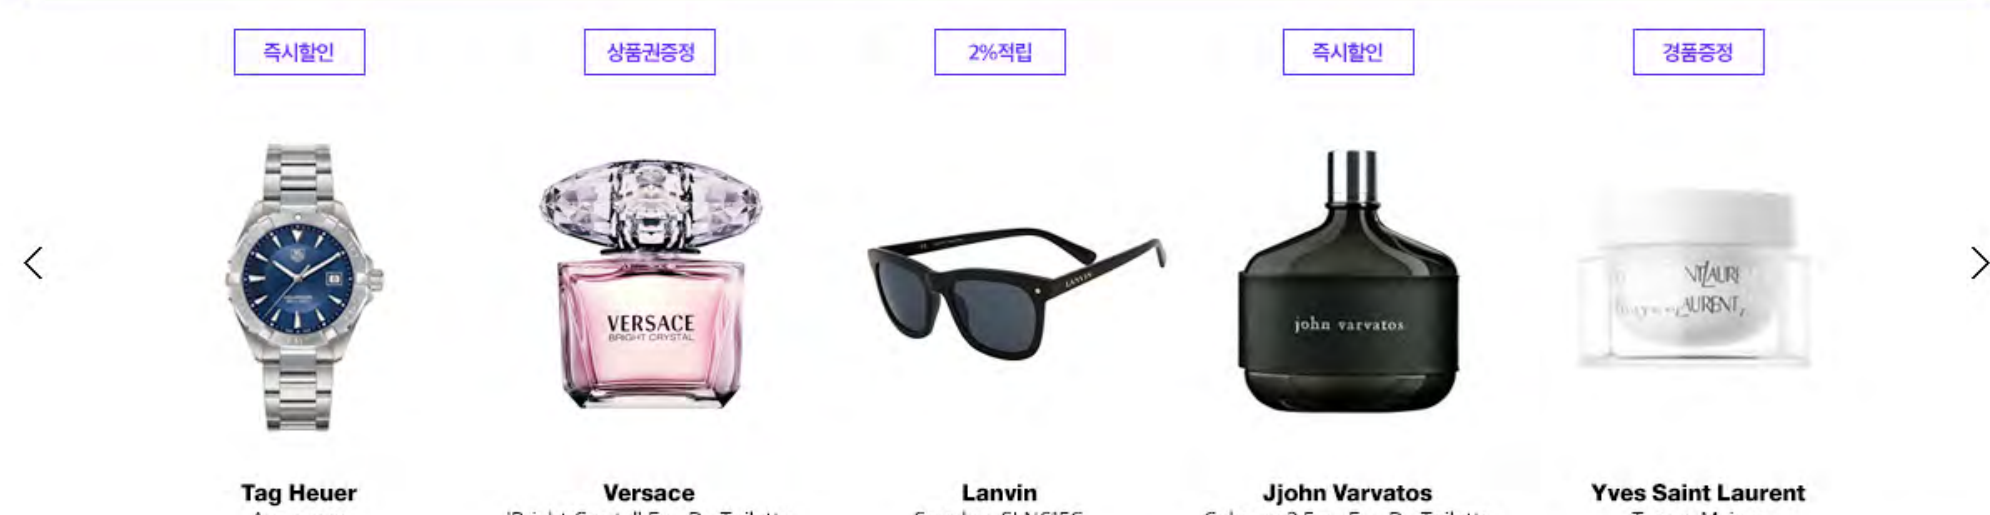 즉시할인
상품권증정
2%적립
즉시할인
경품증정
VERSACE
BRIGHT CRYSTAL
LANVIN
john varvatos
Tag Heuer
Versace
Lanvin
Jjohn Varvatos
Yves Saint Laurent